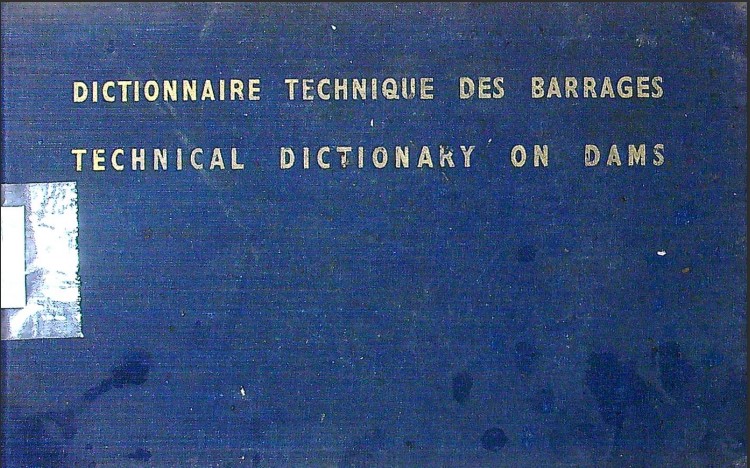 DICTIONNAIRE TECHNIQUE DES BARRAGES
TECHNICAL DICTIONARY ON DAMS